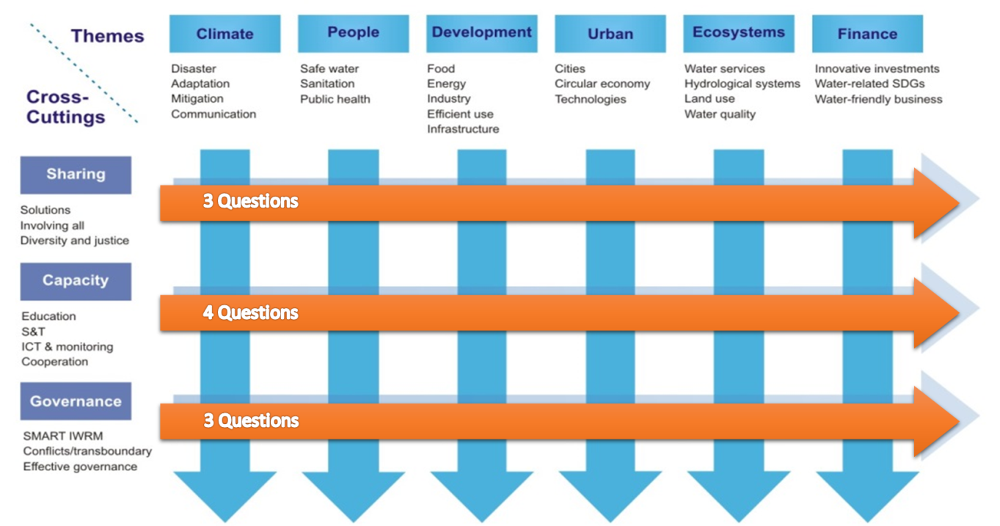 Themes
Cross-
Cuttings
Climate
Disaster
Adaptation
Mitigation
Communication
People
Safe water
Sanitation
Public health
Development
Food
Energy
Industry
Efficient use
Infrastructure
Urban
Cities
Circular economy
Technologies
Ecosystems
Water services
Hydrological systems
Land use
Water quality
Finance
Innovative investments
Water-related SDGs
Water-friendly business
Sharing
Solutions
Involving all
Diversity and justice
3 Questions
Capacity
Education
S&T
ICT & monitoring
Cooperation
4 Questions
Governance
SMART IWRM
Conflicts/transboundary
Effective governance
3 Questions